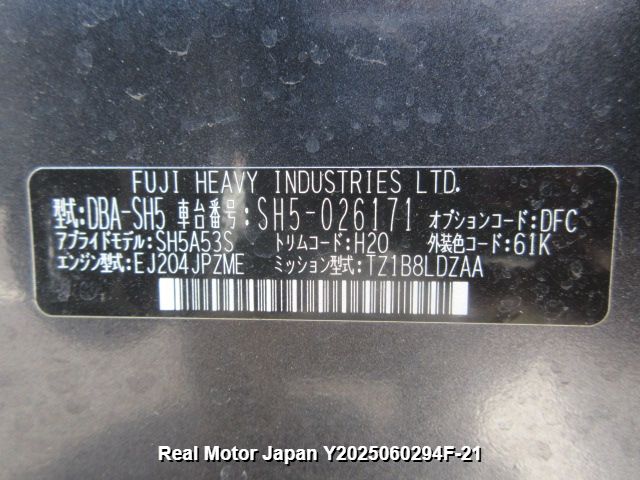 FUJI HEAVY INDUSTRIES LTD.
型式:DBA-SH5 車台番号:SH5-026171 オプションコード:DFC
アプライドモデル:SH5A53S トリムコード:H20 外装色コード:61K
エンジン型式:EJ204JPZME ミッション型式:TZ1B8LDZAA
Real Motor Japan Y2025060294F-21